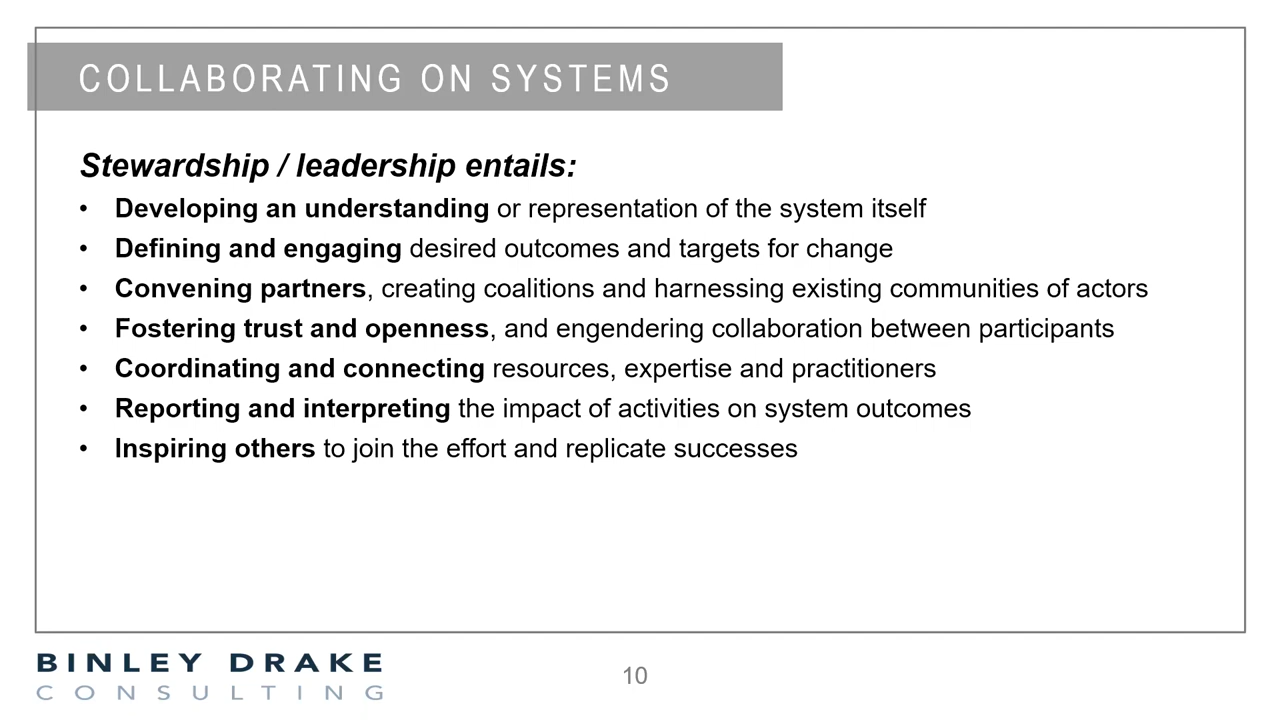 COLLABORATING ON SYSTEMS
Stewardship / leadership entails:
• Developing an understanding or representation of the system itself
• Defining and engaging desired outcomes and targets for change
• Convening partners, creating coalitions and harnessing existing communities of actors
• Fostering trust and openness, and engendering collaboration between participants
• Coordinating and connecting resources, expertise and practitioners
• Reporting and interpreting the impact of activities on system outcomes
• Inspiring others to join the effort and replicate successes
BINLEY DRAKE
CONSULTING
10